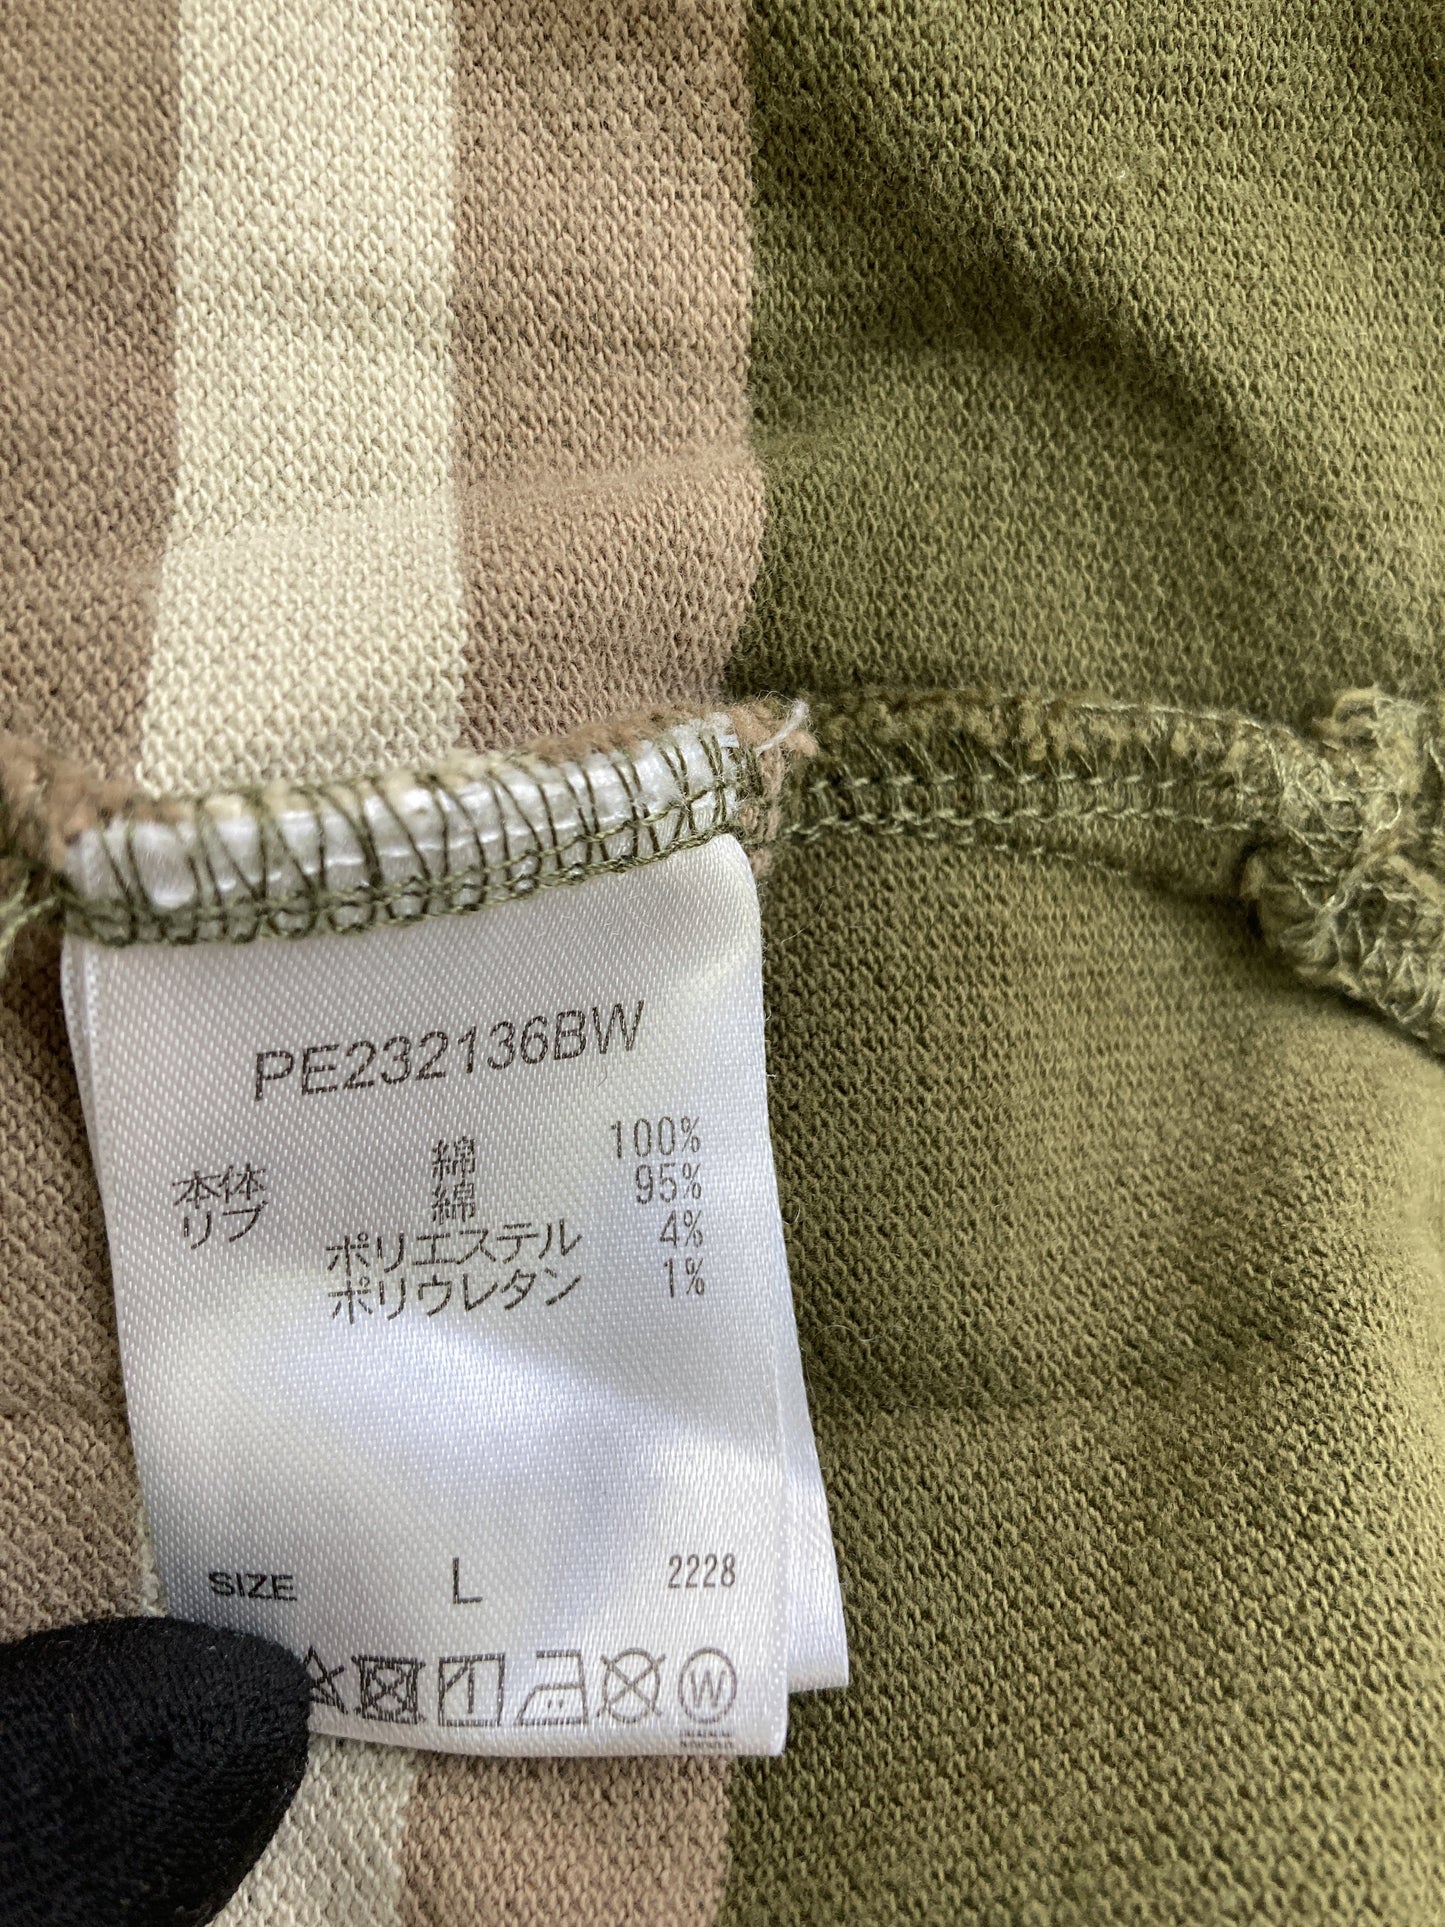 PE232136BW
本体 綿 100%
リブ 綿 95%
ポリエステル 4%
ポリウレタン 1%
SIZE L 2228
W